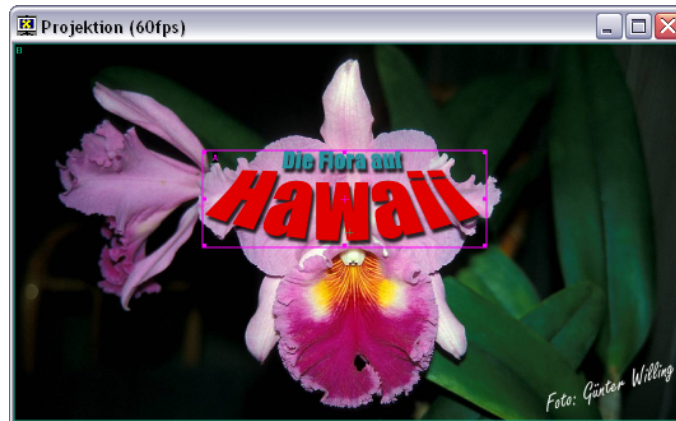 Projektion (60fps)
B
A
Die Flora auf
Hawaii
Foto: Günter Willing